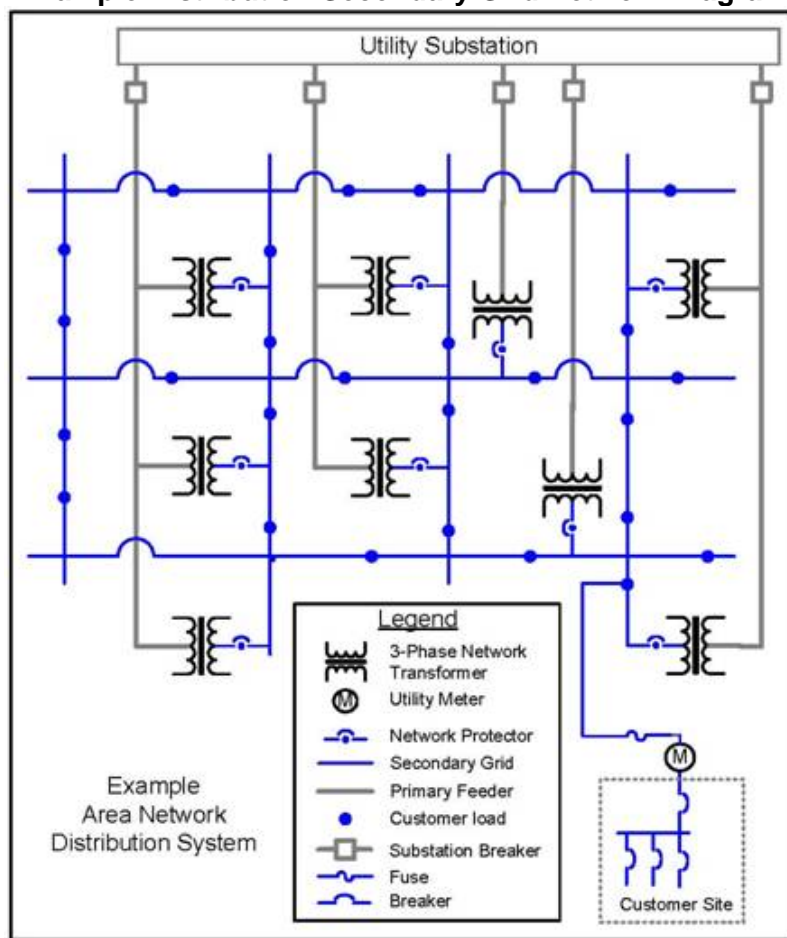 Utility Substation
Legend
3-Phase Network
Transformer
M
Utility Meter
Network Protector
Secondary Grid
Primary Feeder
Customer load
Substation Breaker
Fuse
Breaker
Example
Area Network
Distribution System
M
Customer Site